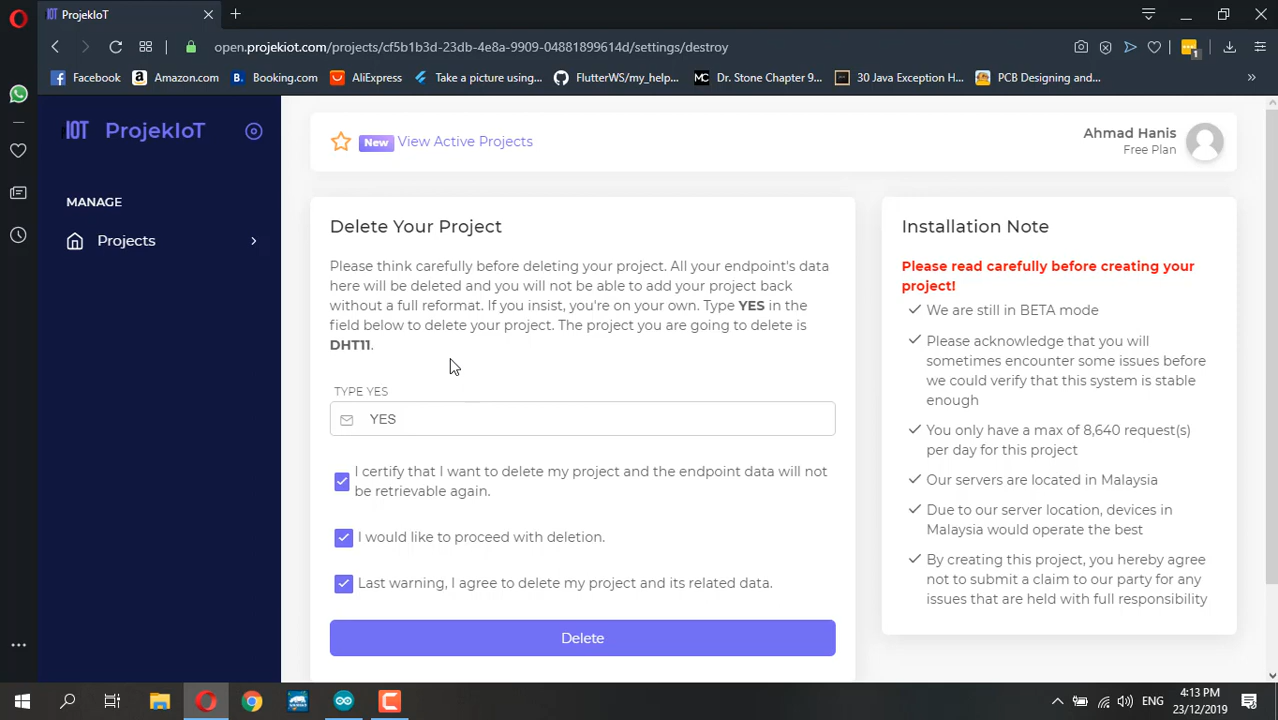 ProjekIoT
open.projekiot.com/projects/cf5b1b3d-23db-4e8a-9909-04881899614d/settings/destroy
1
Facebook
Amazon.com
Booking.com
AliExpress
Take a picture using...
FlutterWS/my_help...
Dr. Stone Chapter 9...
30 Java Exception H...
PCB Designing and...
IOT ProjekIoT
MANAGE
Projects
New View Active Projects
Ahmad Hanis
Free Plan
Delete Your Project
Please think carefully before deleting your project. All your endpoint's data
here will be deleted and you will not be able to add your project back
without a full reformat. If you insist, you're on your own. Type YES in the
field below to delete your project. The project you are going to delete is
DHT11.
TYPE YES
YES
I certify that I want to delete my project and the endpoint data will not
be retrievable again.
I would like to proceed with deletion.
Last warning, I agree to delete my project and its related data.
Delete
Installation Note
Please read carefully before creating your
project!
We are still in BETA mode
Please acknowledge that you will
sometimes encounter some issues before
we could verify that this system is stable
enough
You only have a max of 8,640 request(s)
per day for this project
Our servers are located in Malaysia
Due to our server location, devices in
Malaysia would operate the best
By creating this project, you hereby agree
not to submit a claim to our party for any
issues that are held with full responsibility
ENG
4:13 PM
23/12/2019